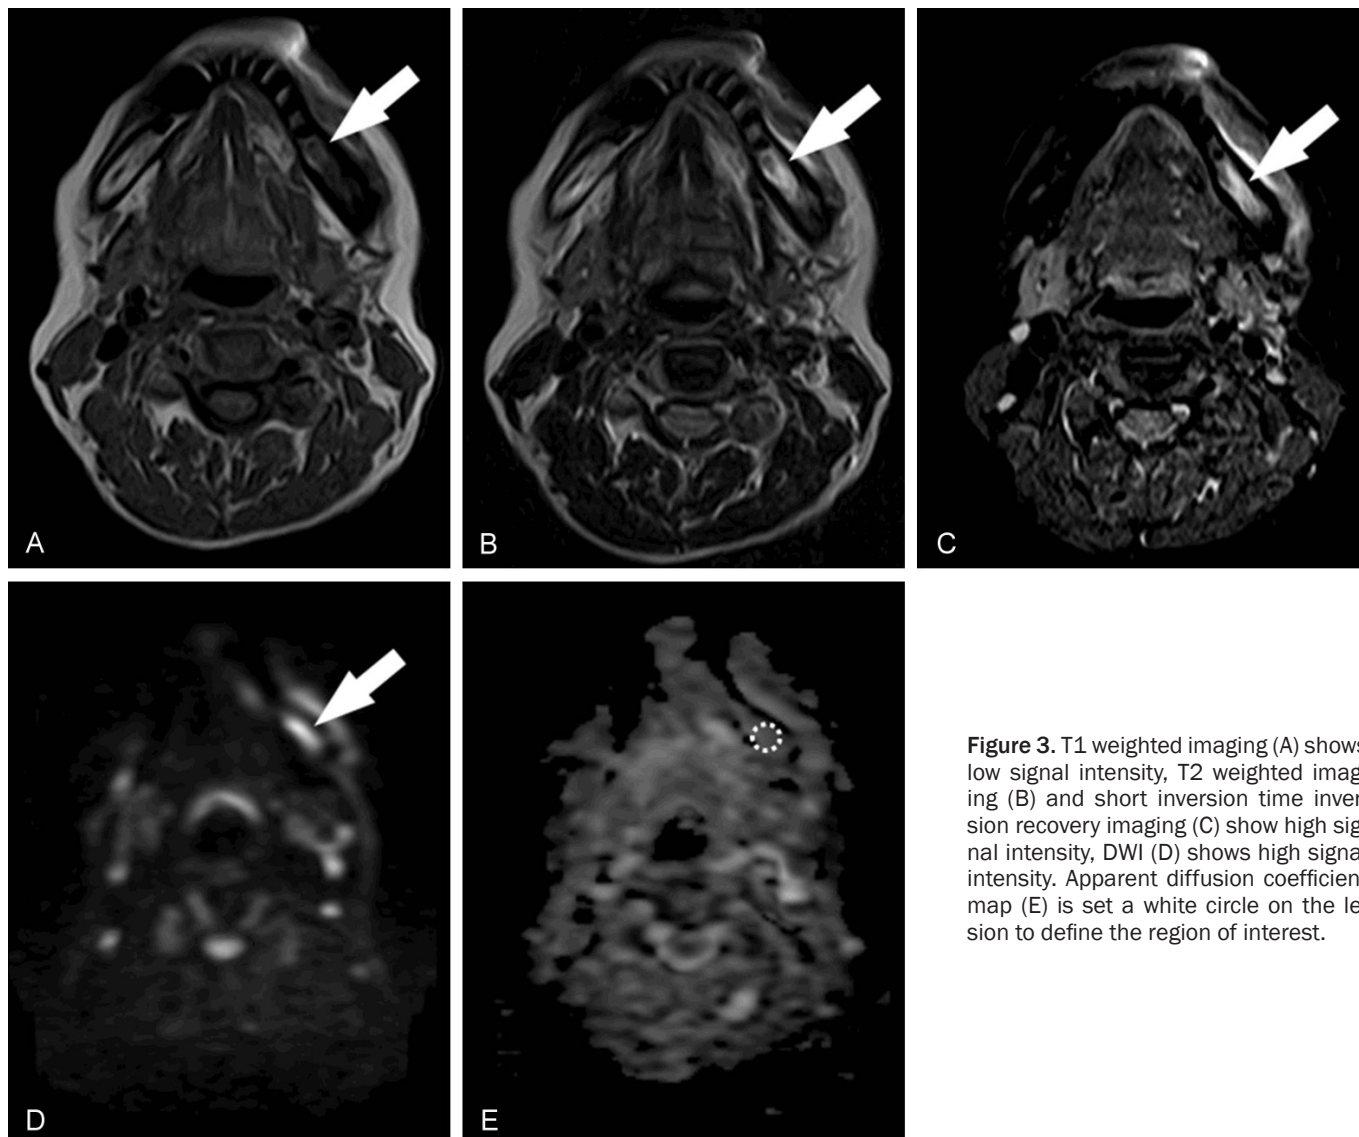 A
B
C
D
E
Figure 3. T1 weighted imaging (A) shows
low signal intensity, T2 weighted imag-
ing (B) and short inversion time inver-
sion recovery imaging (C) show high sig-
nal intensity, DWI (D) shows high signal
intensity. Apparent diffusion coefficien
map (E) is set a white circle on the le-
sion to define the region of interest.